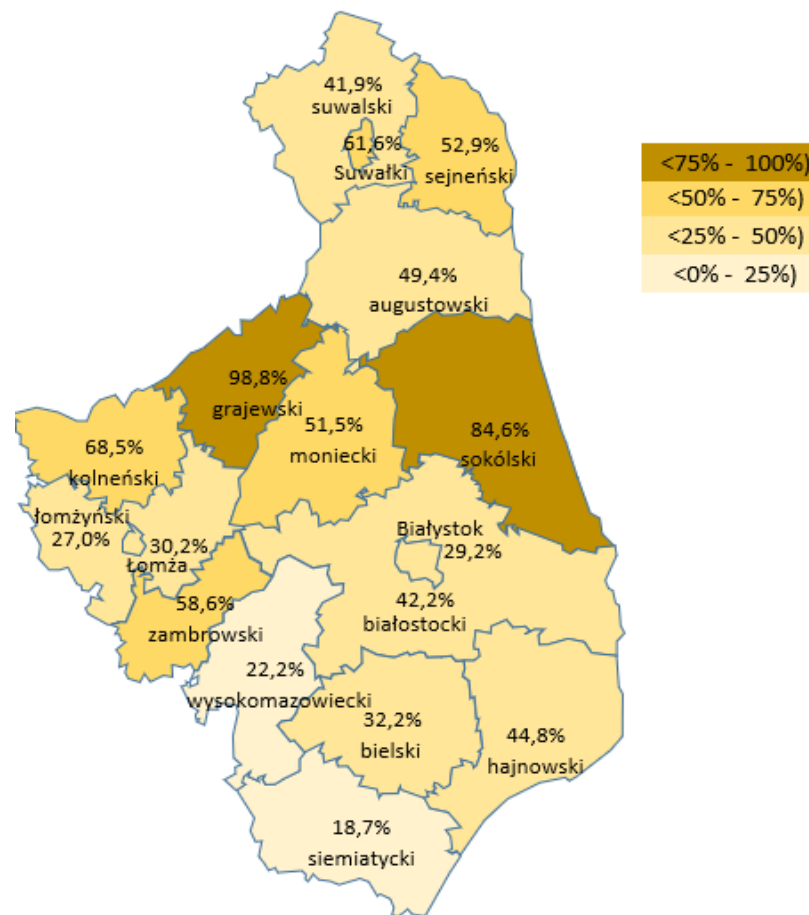 41,9%
suwalski
61,6%
Suwałki
52,9%
sejneński
<75% - 100%)
<50% - 75%)
<25% - 50%)
<0% - 25%)
49,4%
augustowski
98,8%
grajewski
51,5%
moniecki
84,6%
sokólski
68,5%
kolneński
łomżyński
27,0%
30,2%
Łomża
Białystok
29,2%
58,6%
zambrowski
42,2%
białostocki
22,2%
wysokomazowiecki
32,2%
bielski
44,8%
hajnowski
18,7%
siemiatycki